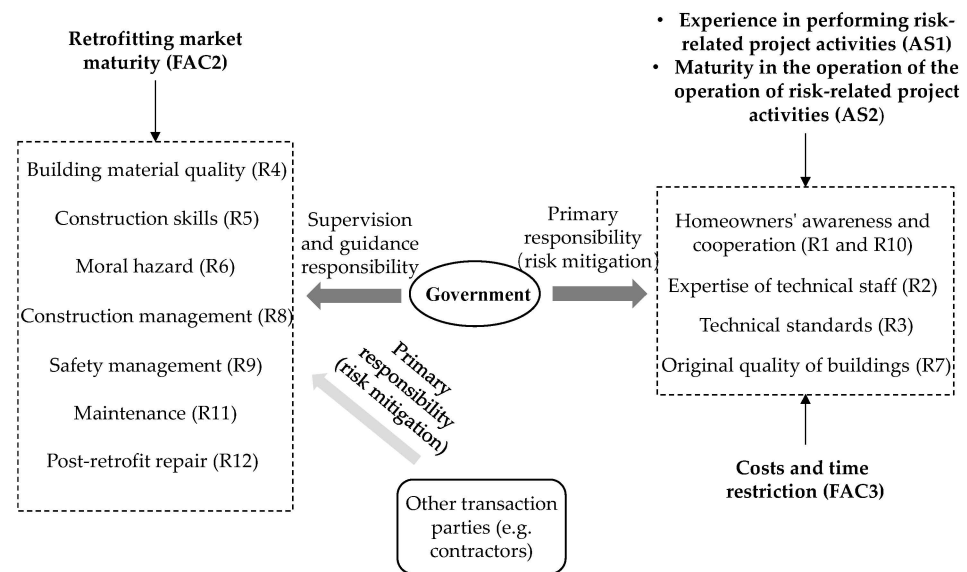 Retrofitting market
maturity (FAC2)
Building material quality (R4)
Construction skills (R5)
Moral hazard (R6)
Construction management (R8)
Safety management (R9)
Maintenance (R11)
Post-retrofit repair (R12)
Supervision
and guidance
responsibility
Government
Primary
responsibility
(risk mitigation)
Primary
responsibility
(risk mitigation)
Other transaction
parties (e.g.
contractors)
• Experience in performing risk-
related project activities (AS1)
• Maturity in the operation of the
operation of risk-related project
activities (AS2)
Homeowners' awareness and
cooperation (R1 and R10)
Expertise of technical staff (R2)
Technical standards (R3)
Original quality of buildings (R7)
Costs and time
restriction (FAC3)